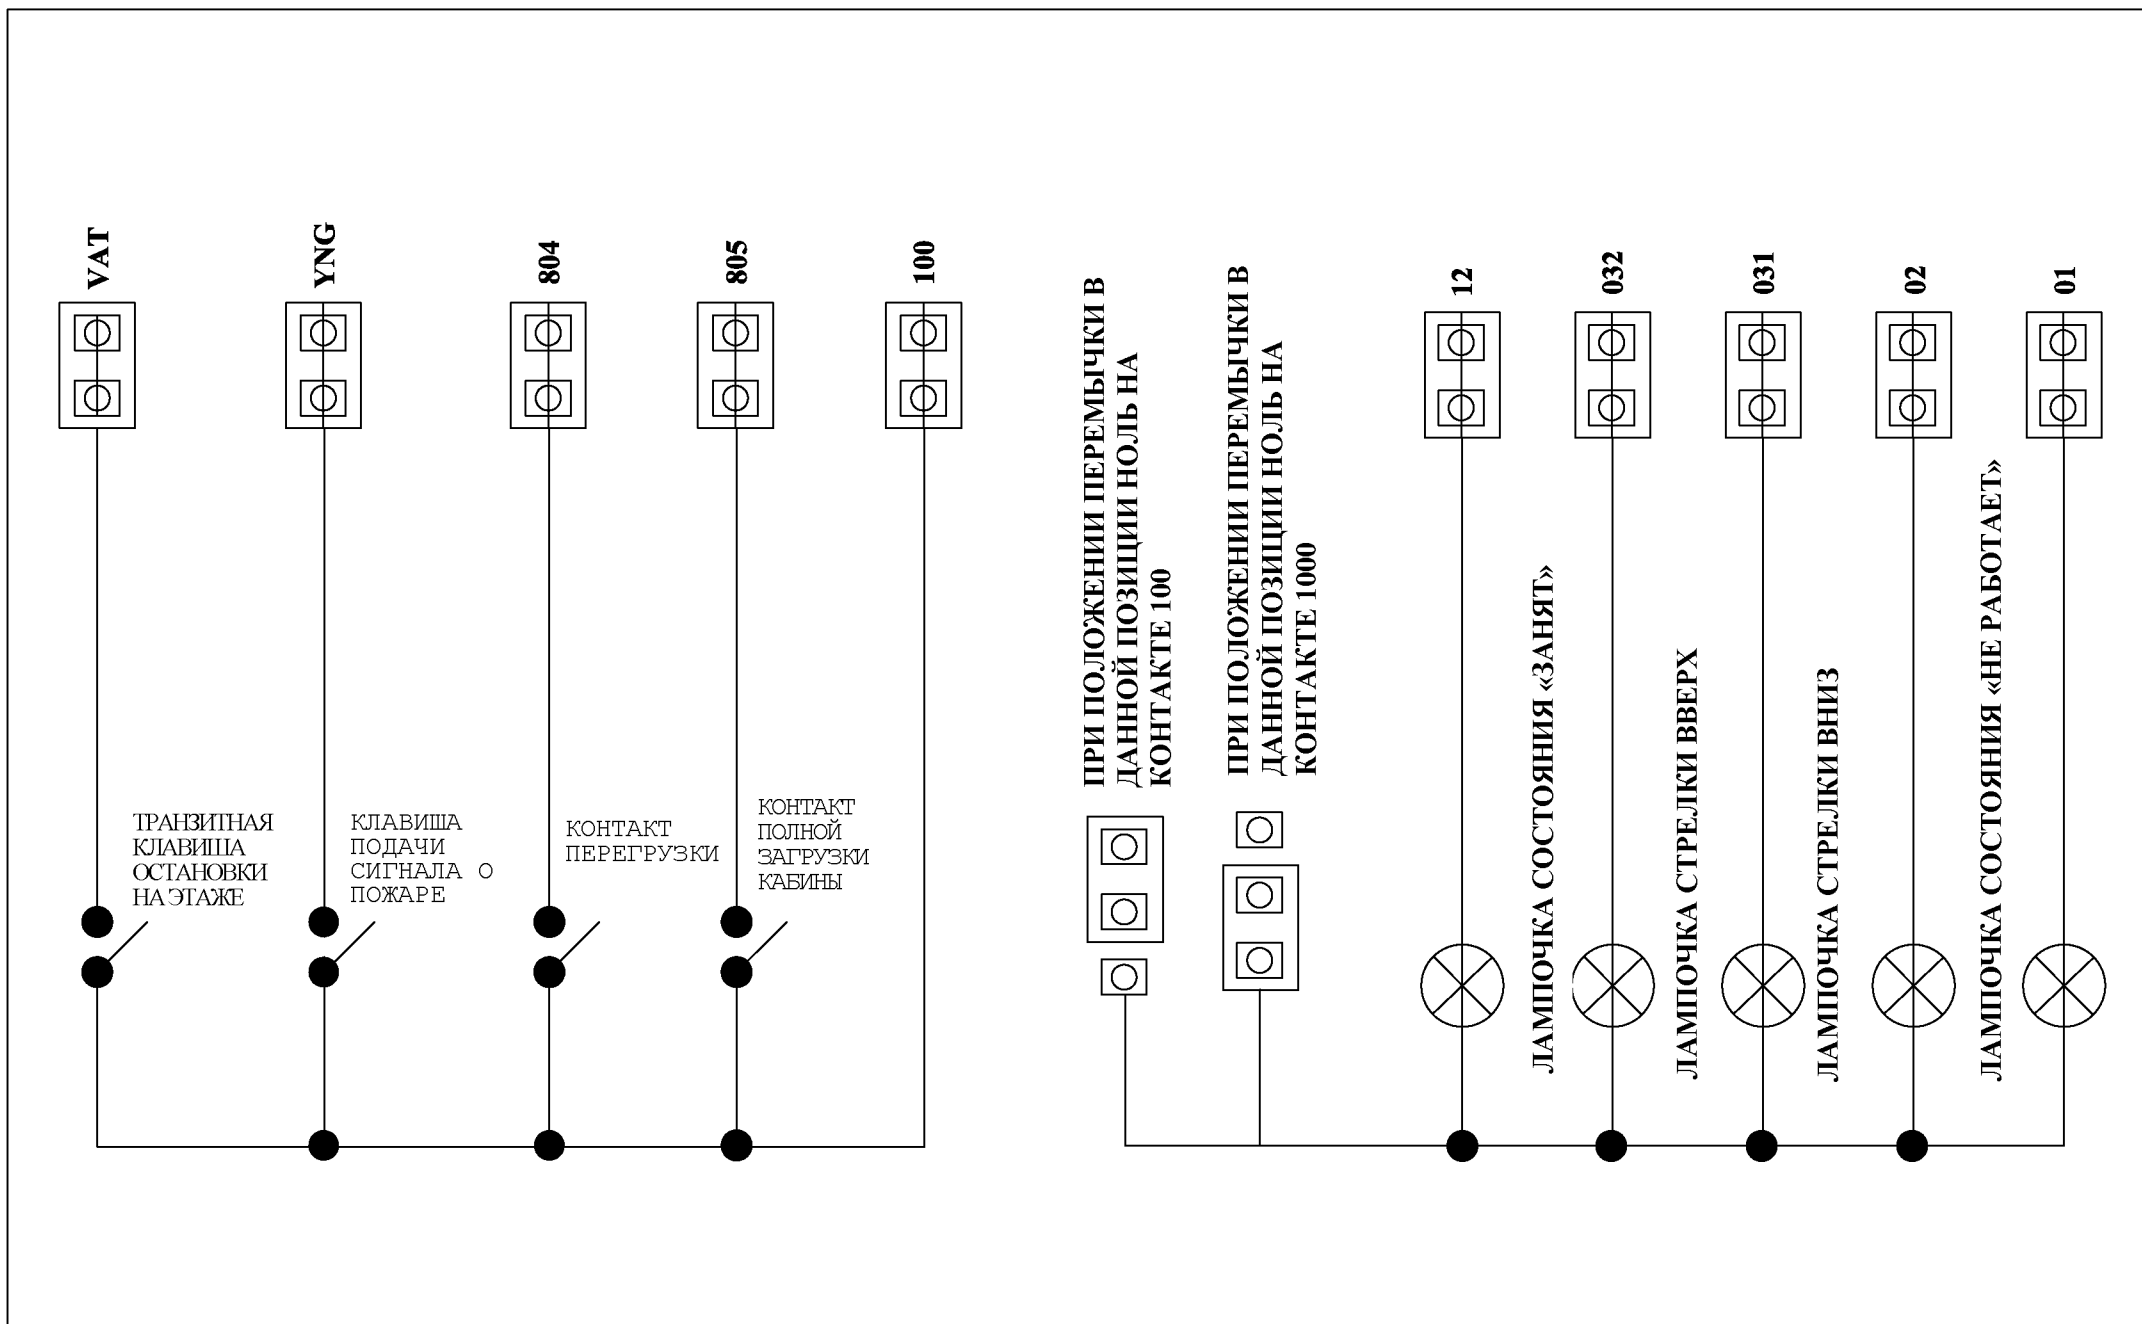 VAT
YNG
804
805
100
ПРИ ПОЛОЖЕНИИ ПЕРЕМЫЧКИ В
ДАННОЙ ПОЗИЦИИ НОЛЬ НА
КОНТАКТЕ 100
ПРИ ПОЛОЖЕНИИ ПЕРЕМЫЧКИ В
ДАННОЙ ПОЗИЦИИ НОЛЬ НА
КОНТАКТЕ 1000
12
032
031
02
01
ТРАНЗИТНАЯ
КЛАВИША
ОСТАНОВКИ
НА ЭТАЖЕ
КЛАВИША
ПОДАЧИ
СИГНАЛА О
ПОЖАРЕ
КОНТАКТ
ПЕРЕГРУЗКИ
КОНТАКТ
ПОЛНОЙ
ЗАГРУЗКИ
КАБИНЫ
ЛАМПОЧКА СОСТОЯНИЯ «ЗАНЯТ»
ЛАМПОЧКА СТРЕЛКИ ВВЕРХ
ЛАМПОЧКА СТРЕЛКИ ВНИЗ
ЛАМПОЧКА СОСТОЯНИЯ «НЕ РАБОТАЕТ»